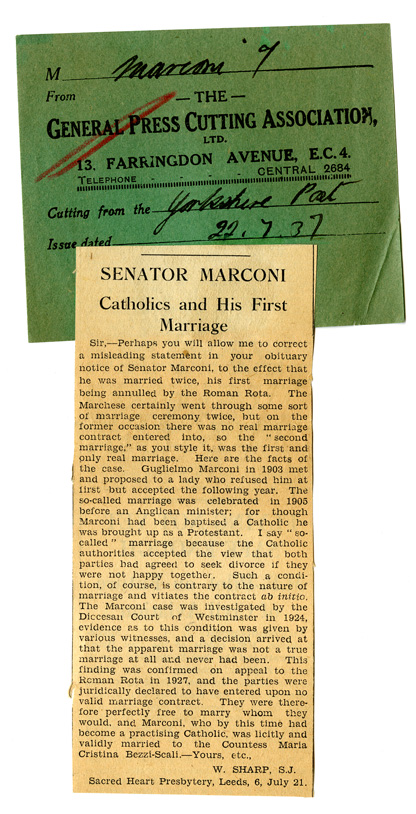 M Marconi 7
From
— THE —
GENERAL PRESS CUTTING ASSOCIATION,
LTD.
13, FARRINGDON AVENUE, E.C.4.
TELEPHONE - - - CENTRAL 2684
Cutting from the Yorkshire Post
Issue dated 22.7.37
SENATOR MARCONI
Catholics and His First
Marriage
Sir,—Perhaps you will allow me to correct
a misleading statement in your obituary
notice of Senator Marconi, to the effect that
he was married twice, his first marriage
being annulled by the Roman Rota. The
Marchese certainly went through some sort
of marriage ceremony twice, but on the
former occasion there was no real marriage
contract entered into, so the "second
marriage," as you style it, was the first and
only real marriage. Here are the facts of
the case. Guglielmo Marconi in 1903 met
and proposed to a lady who refused him at
first but accepted the following year. The
so-called marriage was celebrated in 1905
before an Anglican minister; for though
Marconi had been baptised a Catholic he
was brought up as a Protestant. I say "so-
called" marriage because the Catholic
authorities accepted the view that both
parties had agreed to seek divorce if they
were not happy together. Such a condi-
tion, of course, is contrary to the nature of
marriage and vitiates the contract ab initio.
The Marconi case was investigated by the
Diocesan Court of Westminster in 1924,
evidence as to this condition was given by
various witnesses, and a decision arrived at
that the apparent marriage was not a true
marriage at all and never had been. This
finding was confirmed on appeal to the
Roman Rota in 1927, and the parties were
juridically declared to have entered upon no
valid marriage contract. They were there-
fore perfectly free to marry whom they
would, and Marconi, who by this time had
become a practising Catholic, was licitly and
validly married to the Countess Maria
Cristina Bezzi-Scali.—Yours, etc.,
W. SHARP, S.J.
Sacred Heart Presbytery, Leeds, 6, July 21.